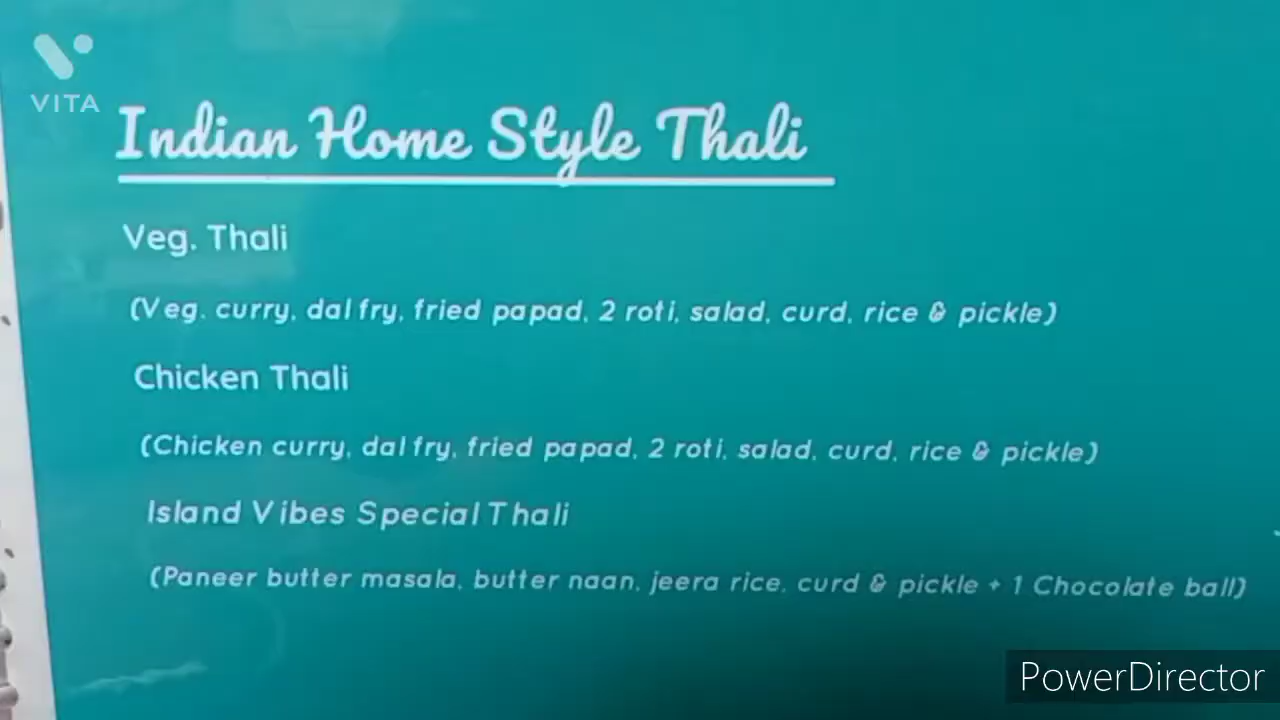 VITA
Indian Home Style Thali
Veg. Thali
(Veg. curry, dal fry, fried papad, 2 roti, salad, curd, rice & pickle)
Chicken Thali
(Chicken curry, dal fry, fried papad, 2 roti, salad, curd, rice & pickle)
Island Vibes Special Thali
(Paneer butter masala, butter naan, jeera rice, curd & pickle + 1 Chocolate ball)
PowerDirector